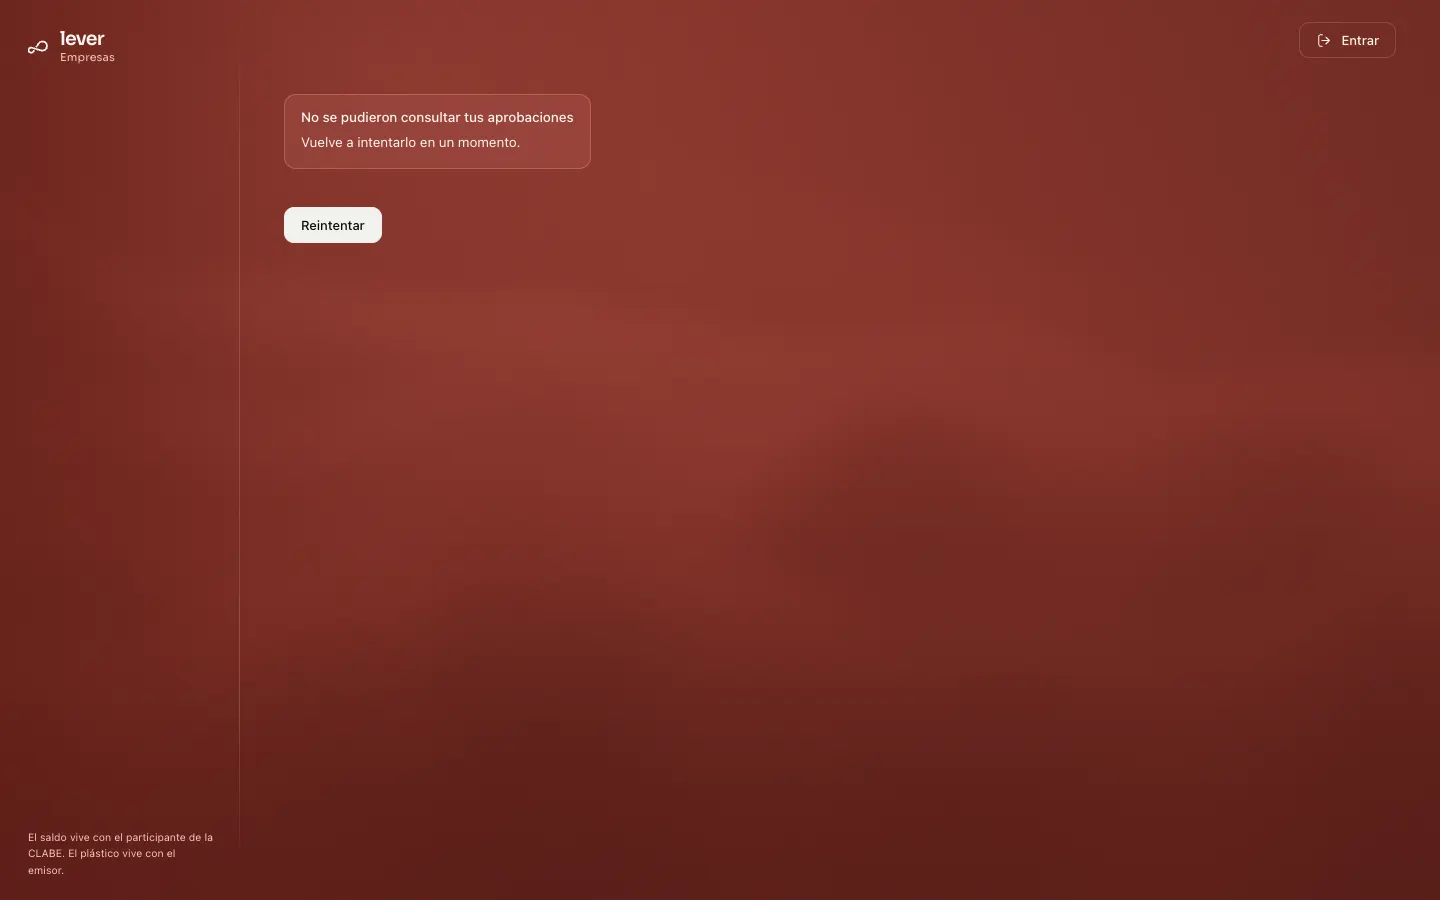 lever
Empresas
Entrar
No se pudieron consultar tus aprobaciones
Vuelve a intentarlo en un momento.
Reintentar
El saldo vive con el participante de la
CLABE. El plástico vive con el
emisor.